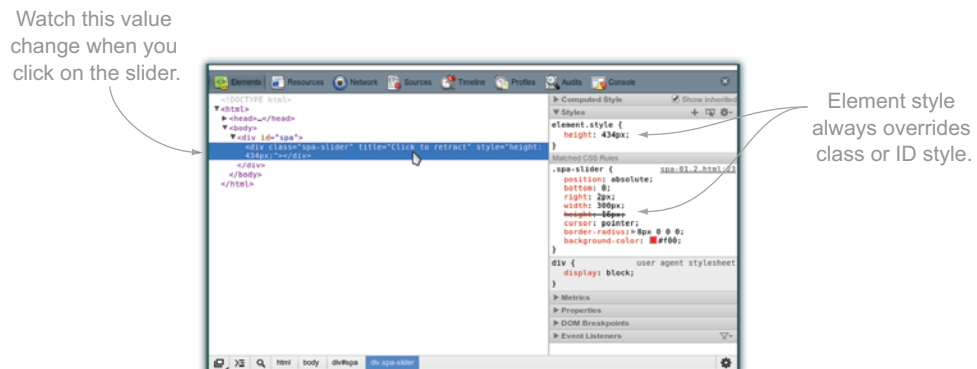 Watch this value
change when you
click on the slider.
Elements Resources Network Sources Timeline Profiles Audits Console
<!DOCTYPE html>
▼<html>
▶<head>…</head>
▼<body>
▼<div id="spa">
<div class="spa-slider" title="Click to retract" style="height:
434px;"></div>
</div>
</body>
</html>
▶ Computed Style Show inherited
▼ Styles
element.style {
height: 434px;
}
Matched CSS Rules
.spa-slider { spa-01.2.html:23
position: absolute;
bottom: 0;
right: 2px;
width: 300px;
height: 16px;
cursor: pointer;
border-radius:▶8px 0 0 0;
background-color: #f00;
}
div { user agent stylesheet
display: block;
}
▶ Metrics
▶ Properties
▶ DOM Breakpoints
▶ Event Listeners
html body div#spa div.spa-slider
Element style
always overrides
class or ID style.